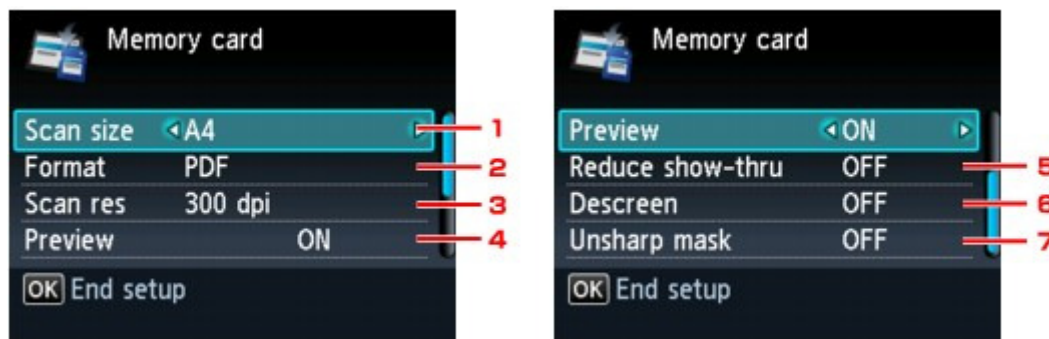 Memory card
Scan size A4 1
Format PDF 2
Scan res 300 dpi 3
Preview ON 4
OK End setup
Memory card
Preview ON
Reduce show-thru OFF 5
Descreen OFF 6
Unsharp mask OFF 7
OK End setup